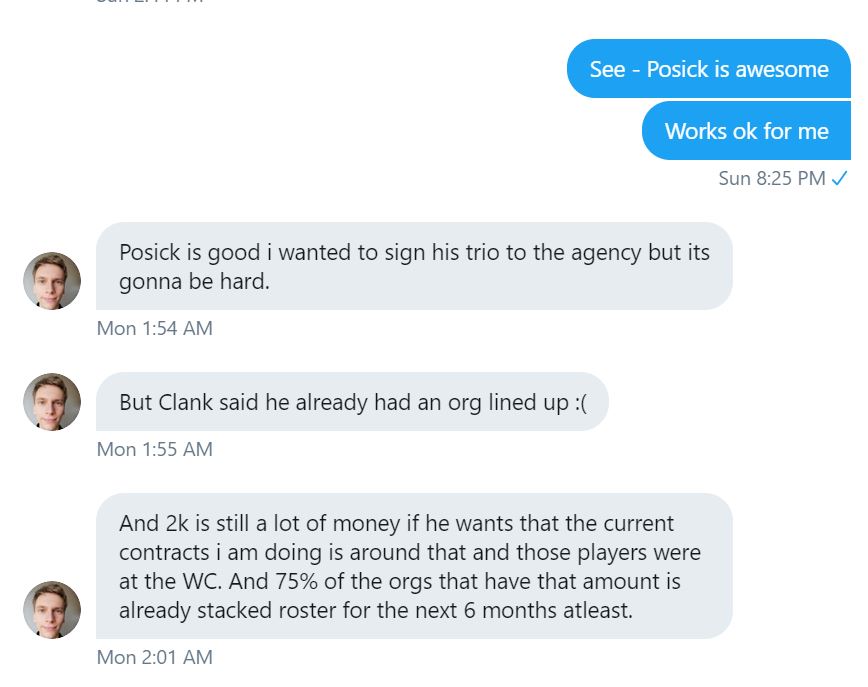 See - Posick is awesome
Works ok for me
Sun 8:25 PM
Posick is good i wanted to sign his trio to the agency but its
gonna be hard.
Mon 1:54 AM
But Clank said he already had an org lined up :(
Mon 1:55 AM
And 2k is still a lot of money if he wants that the current
contracts i am doing is around that and those players were
at the WC. And 75% of the orgs that have that amount is
already stacked roster for the next 6 months atleast.
Mon 2:01 AM